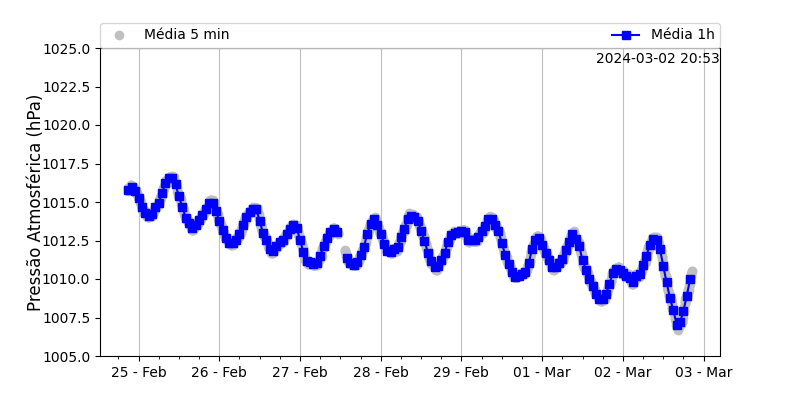 Média 5 min
Média 1h
2024-03-02 20:53
Pressão Atmosférica (hPa)
1025.0
1022.5
1020.0
1017.5
1015.0
1012.5
1010.0
1007.5
1005.0
25 - Feb
26 - Feb
27 - Feb
28 - Feb
29 - Feb
01 - Mar
02 - Mar
03 - Mar